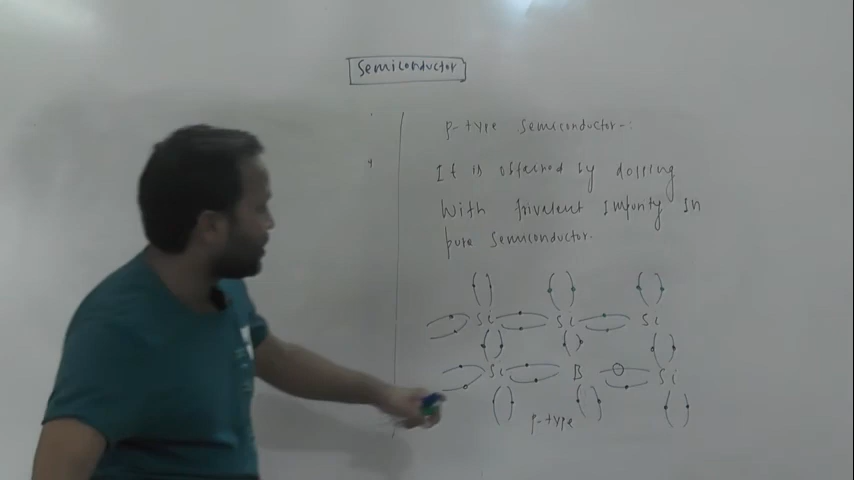 Semiconductor
P-type Semiconductor-:
It is obtained by dopping
With trivalent impurity in
pure Semiconductor.
Si Si Si
Si B Si
P-type